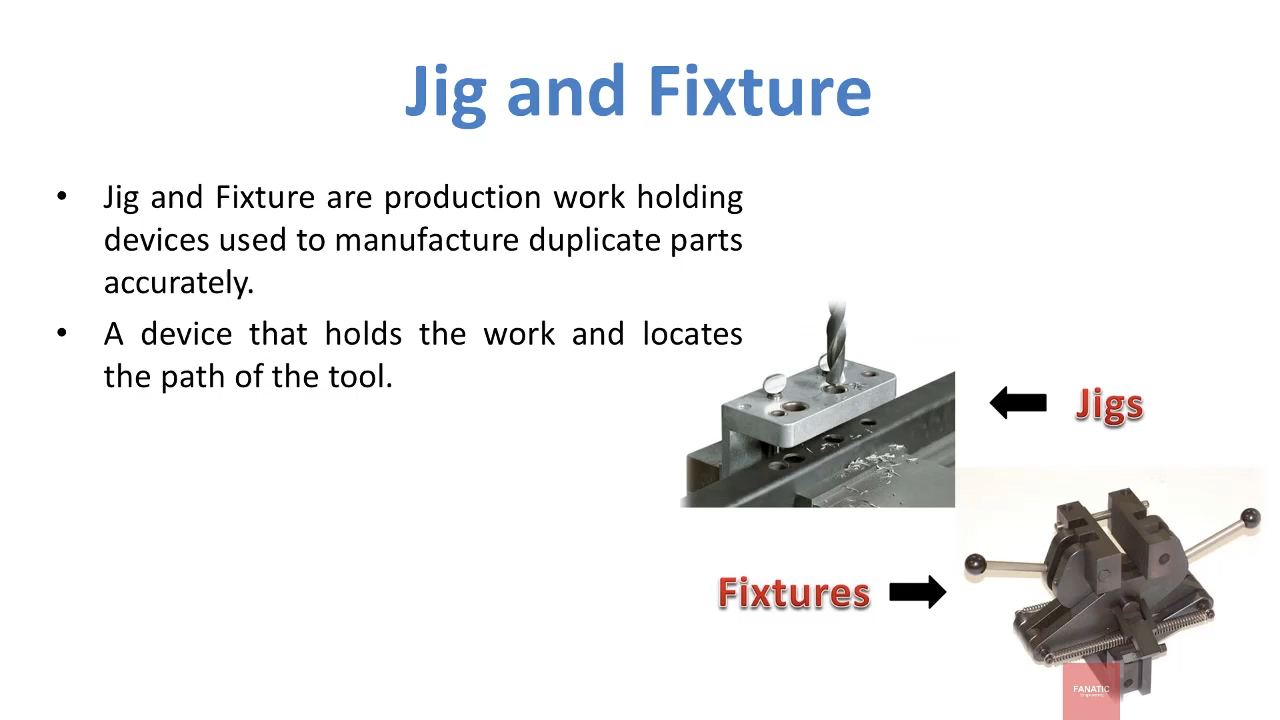 Jig and Fixture
• Jig and Fixture are production work holding
devices used to manufacture duplicate parts
accurately.
• A device that holds the work and locates
the path of the tool.
Jigs
Fixtures
FANATIC